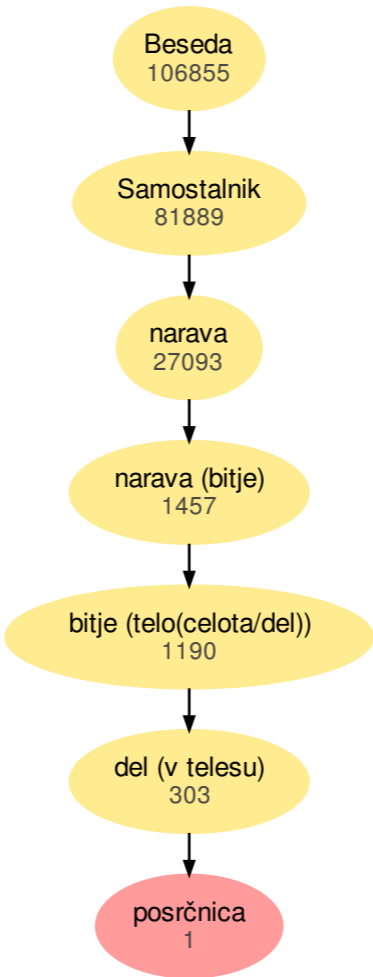 Beseda
106855
Samostalnik
81889
narava
27093
narava (bitje)
1457
bitje (telo(celota/del))
1190
del (v telesu)
303
posrčnica
1